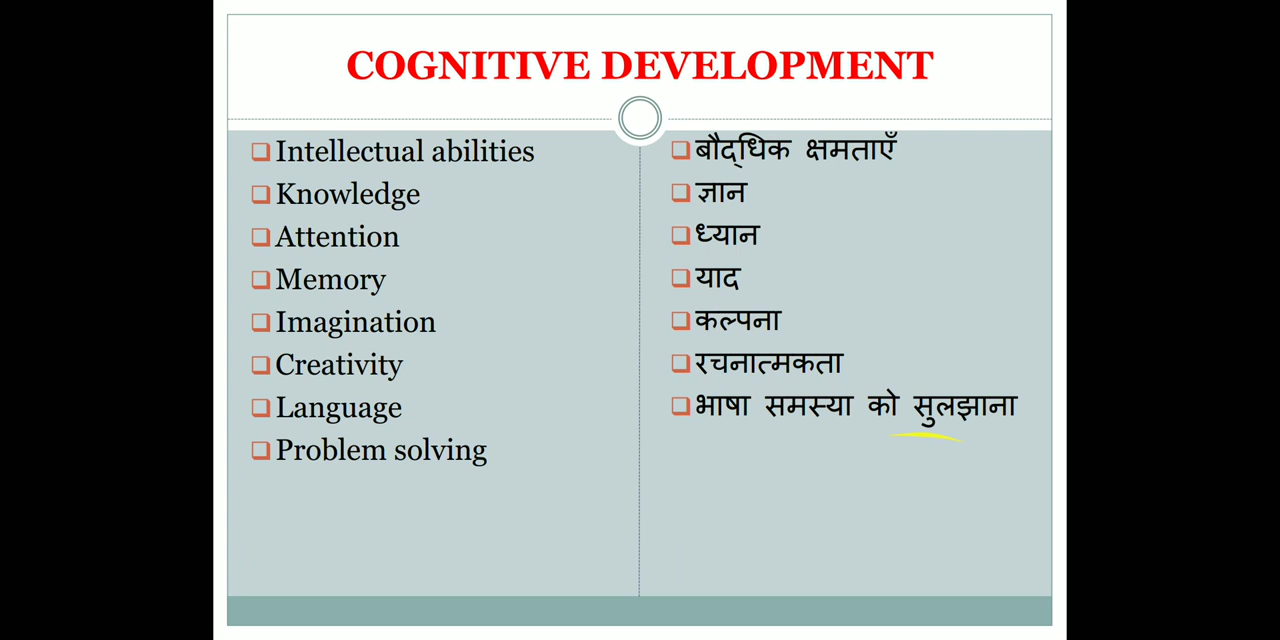 COGNITIVE DEVELOPMENT
Intellectual abilities
Knowledge
Attention
Memory
Imagination
Creativity
Language
Problem solving
बौद्धिक क्षमताएँ
ज्ञान
ध्यान
याद
कल्पना
रचनात्मकता
भाषा समस्या को सुलझाना